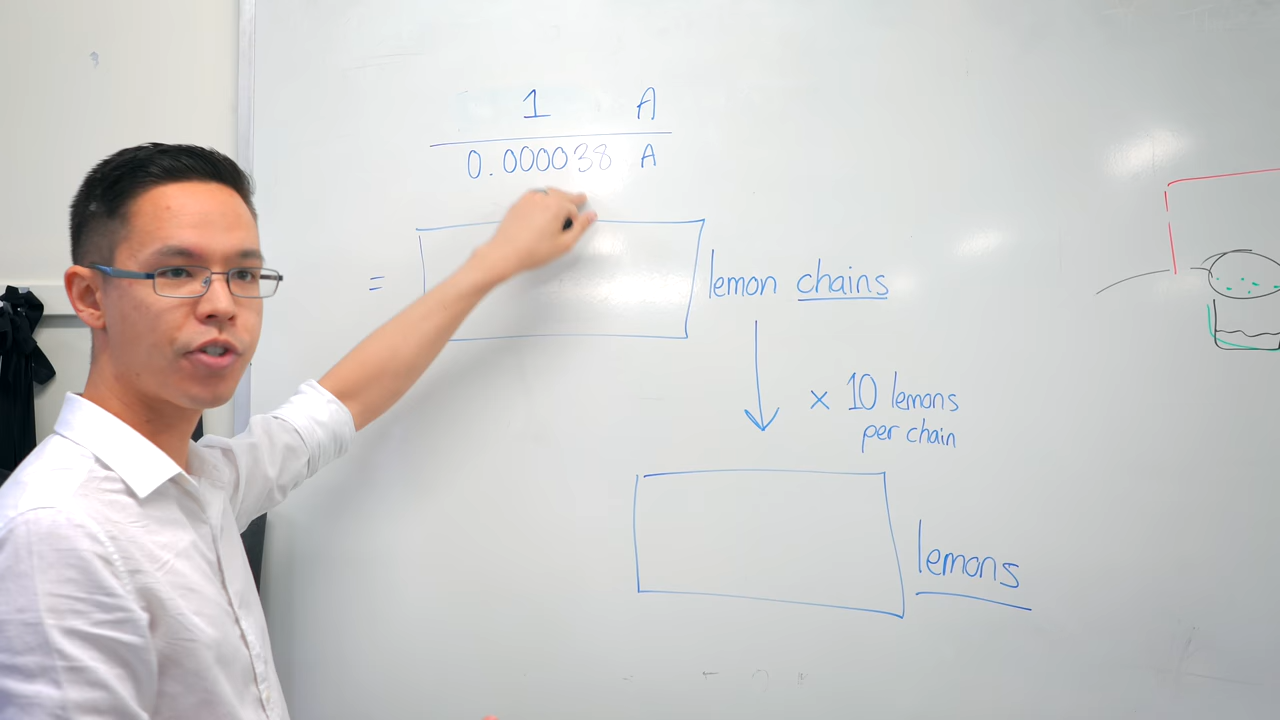 1 A
0.000038 A
= lemon chains
x 10 lemons
per chain
lemons